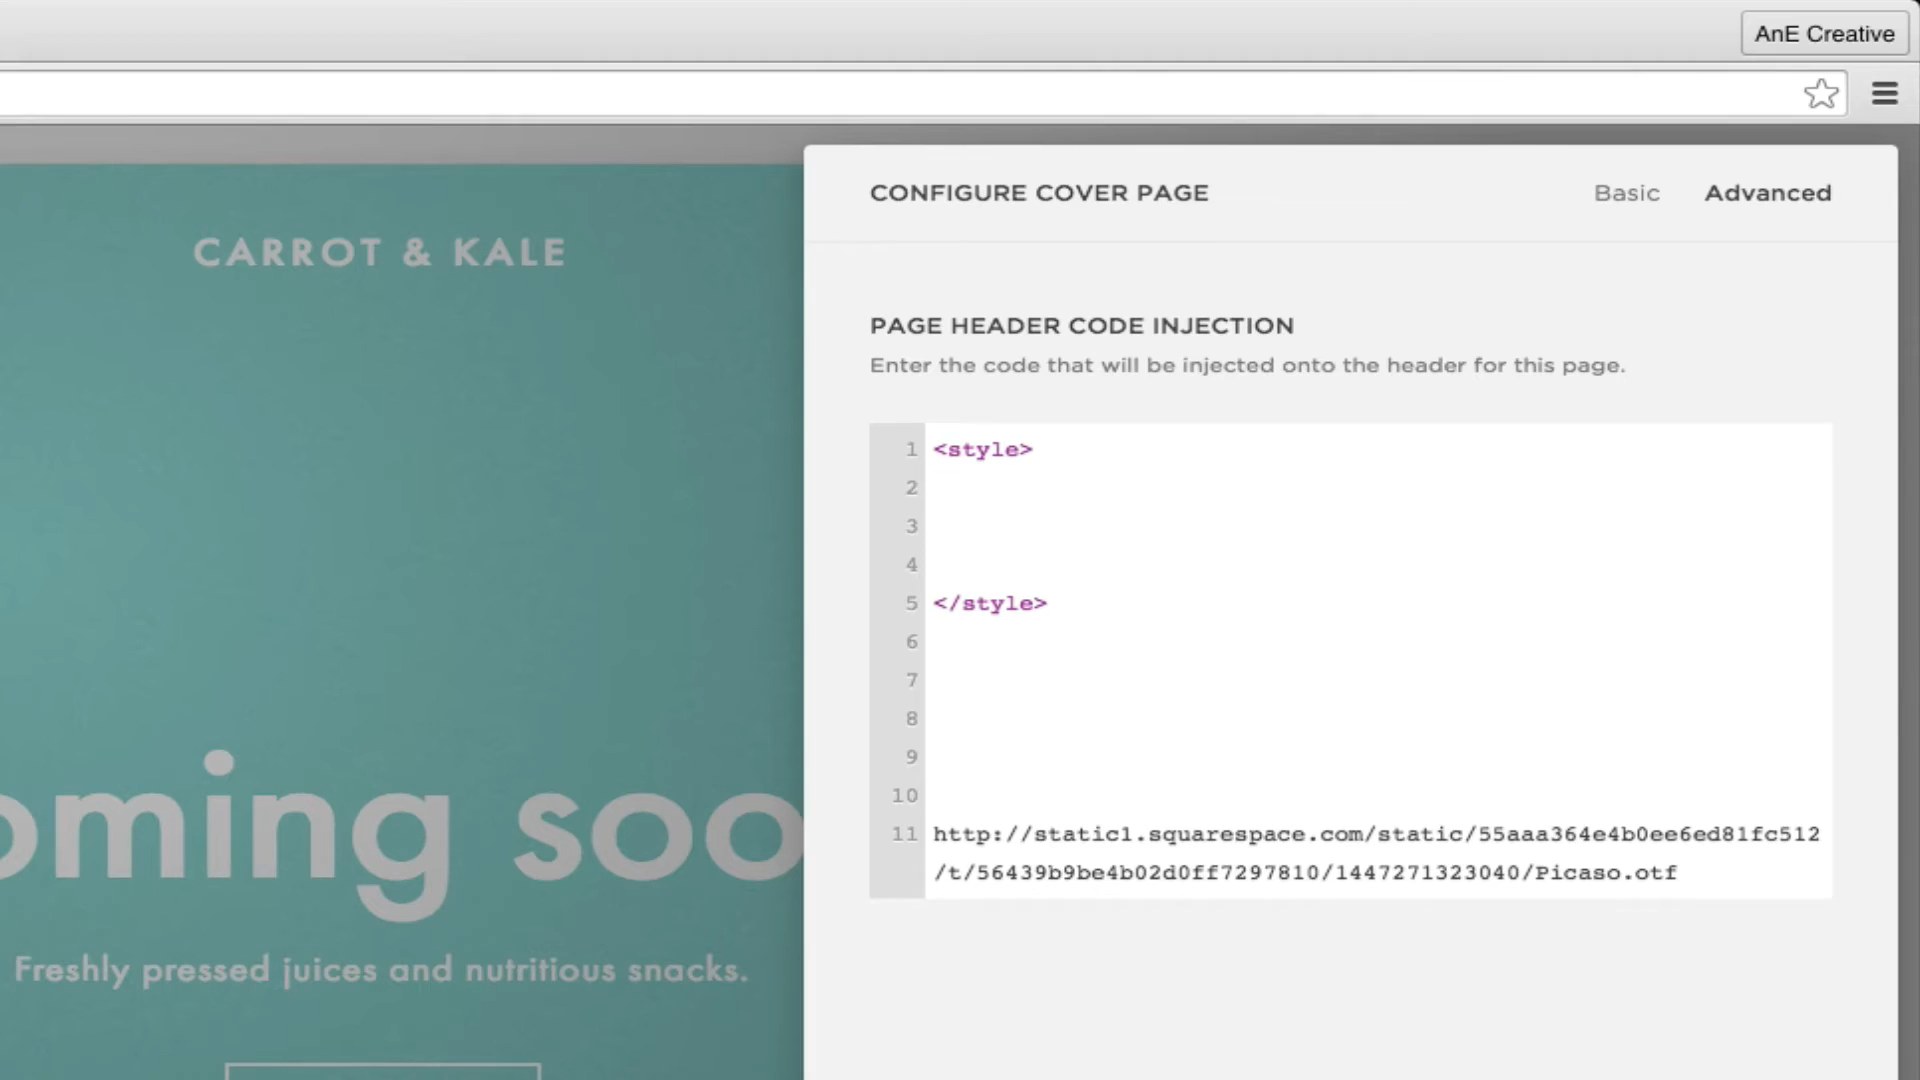 AnE Creative
CARROT & KALE
oming soo
Freshly pressed juices and nutritious snacks.
CONFIGURE COVER PAGE
Basic
Advanced
PAGE HEADER CODE INJECTION
Enter the code that will be injected onto the header for this page.
1 <style>
2
3
4
5 </style>
6
7
8
9
10
11 http://static1.squarespace.com/static/55aaa364e4b0ee6ed81fc512
/t/56439b9be4b02d0ff7297810/1447271323040/Picaso.otf